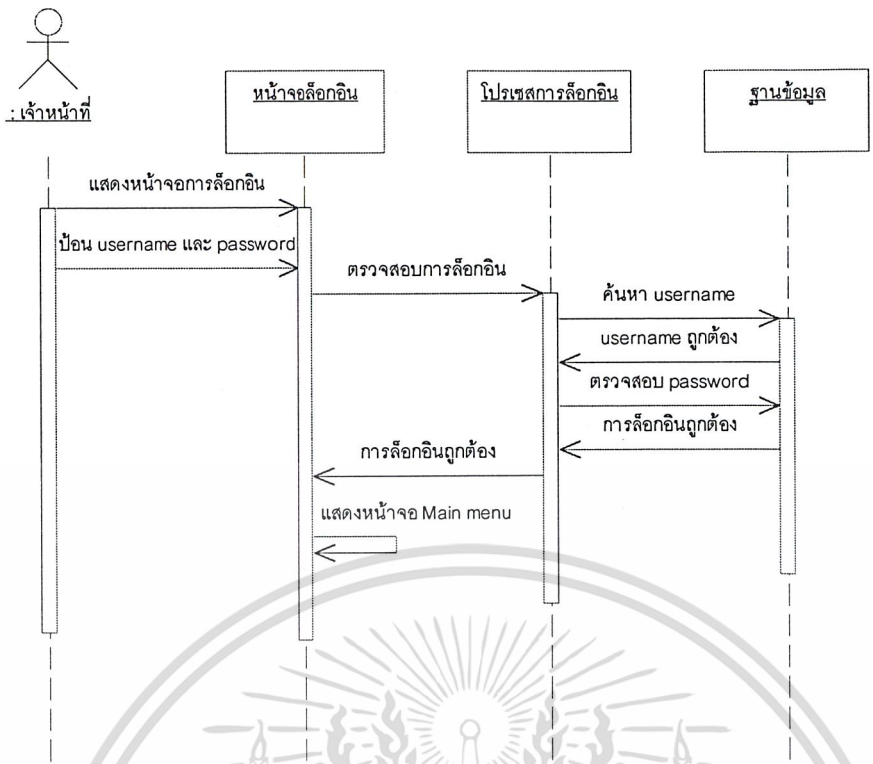 : เจ้าหน้าที่
หน้าจอล็อกอิน
โปรเซสการล็อกอิน
ฐานข้อมูล
แสดงหน้าจอการล็อกอิน
ป้อน username และ password
ตรวจสอบการล็อกอิน
ค้นหา username
username ถูกต้อง
ตรวจสอบ password
การล็อกอินถูกต้อง
การล็อกอินถูกต้อง
แสดงหน้าจอ Main menu